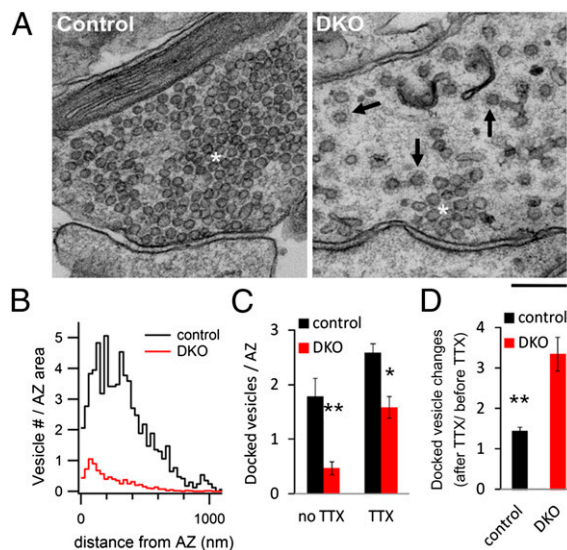 A
Control
DKO
*
*
B
Vesicle # / AZ area
5
4
3
2
1
0
control
DKO
0
1000
distance from AZ (nm)
C
Docked vesicles / AZ
3
2
1
0
control
DKO
**
*
no TTX
TTX
D
Docked vesicle changes
(after TTX/ before TTX)
4
3
2
1
0
control
DKO
**
control
DKO